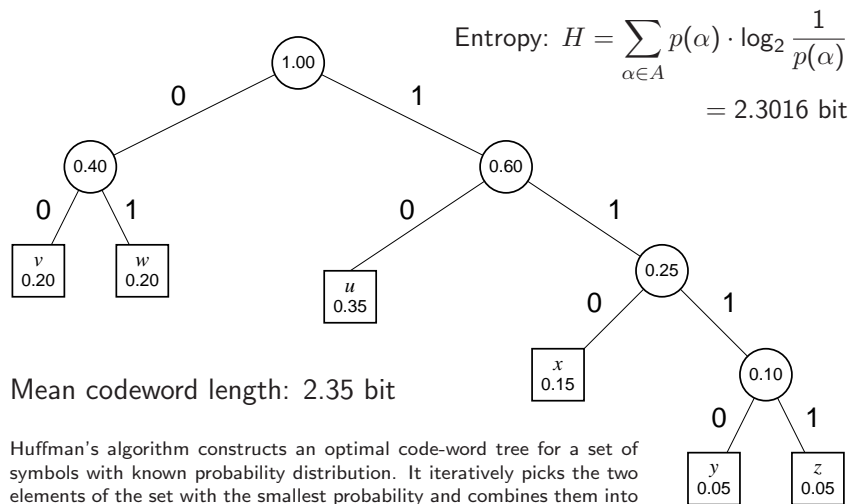 Entropy: H = ∑_{α∈A} p(α) · log₂ 1/p(α)
= 2.3016 bit
1.00
0 1
0.40 0.60
0 1 0 1
v 0.20 w 0.20 u 0.35 0.25
0 1
x 0.15 0.10
0 1
y 0.05 z 0.05
Mean codeword length: 2.35 bit
Huffman's algorithm constructs an optimal code-word tree for a set of
symbols with known probability distribution. It iteratively picks the two
elements of the set with the smallest probability and combines them into